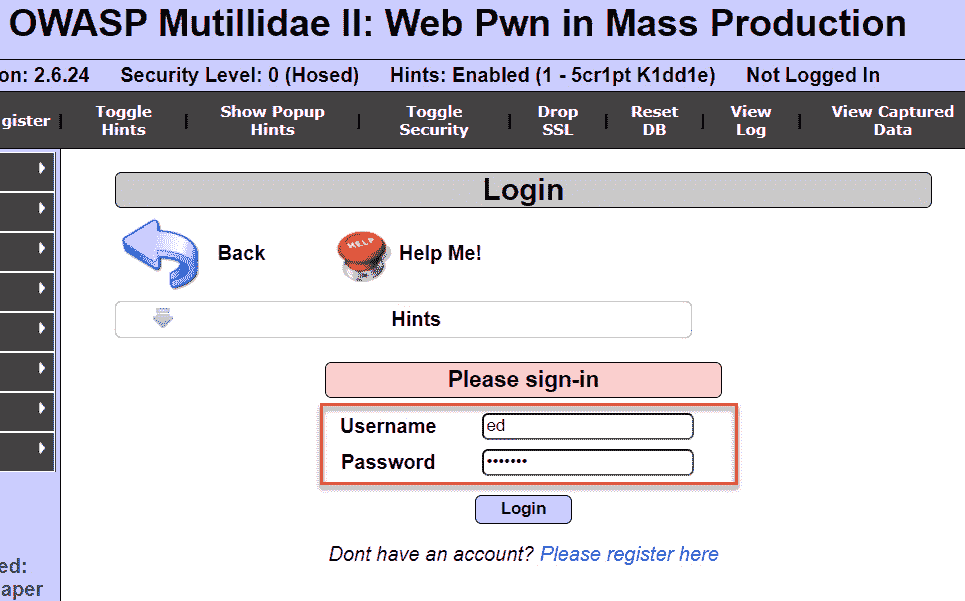 OWASP Mutillidae II: Web Pwn in Mass Production
on: 2.6.24 Security Level: 0 (Hosed) Hints: Enabled (1 - 5cr1pt K1dd1e) Not Logged In
gister | Toggle Hints | Show Popup Hints | Toggle Security | Drop SSL | Reset DB | View Log | View Captured Data
Login
Back HELP Help Me!
Hints
Please sign-in
Username ed
Password •••••••
Login
Dont have an account? Please register here
ed:
aper